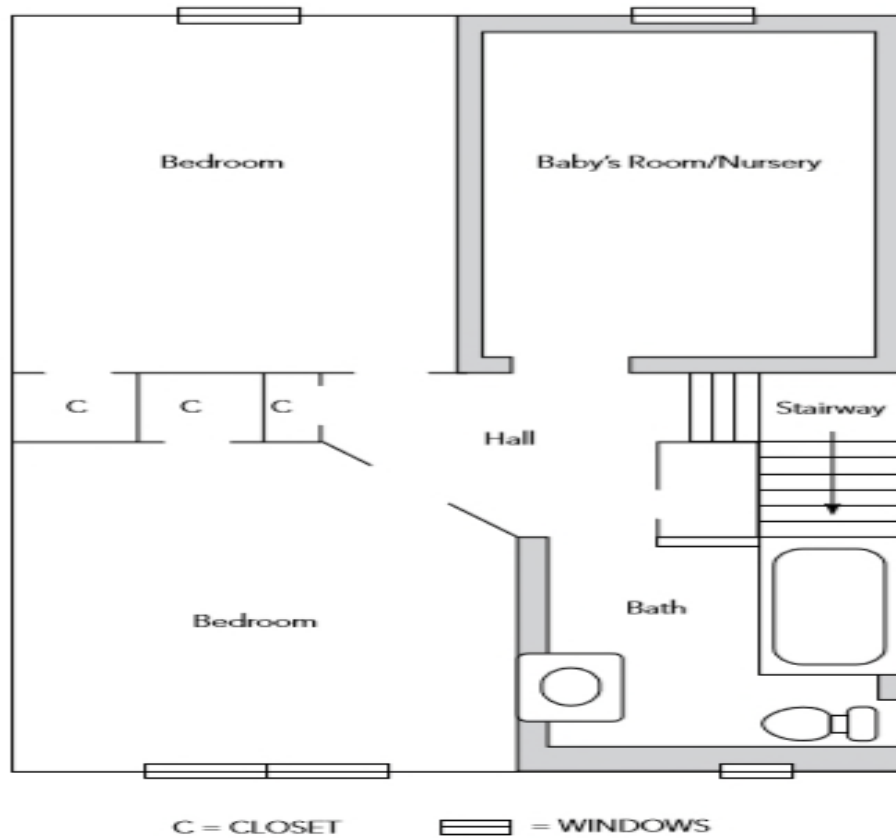 Bedroom
Baby's Room/Nursery
C
C
C
Stairway
Hall
Bath
Bedroom
C = CLOSET
= WINDOWS